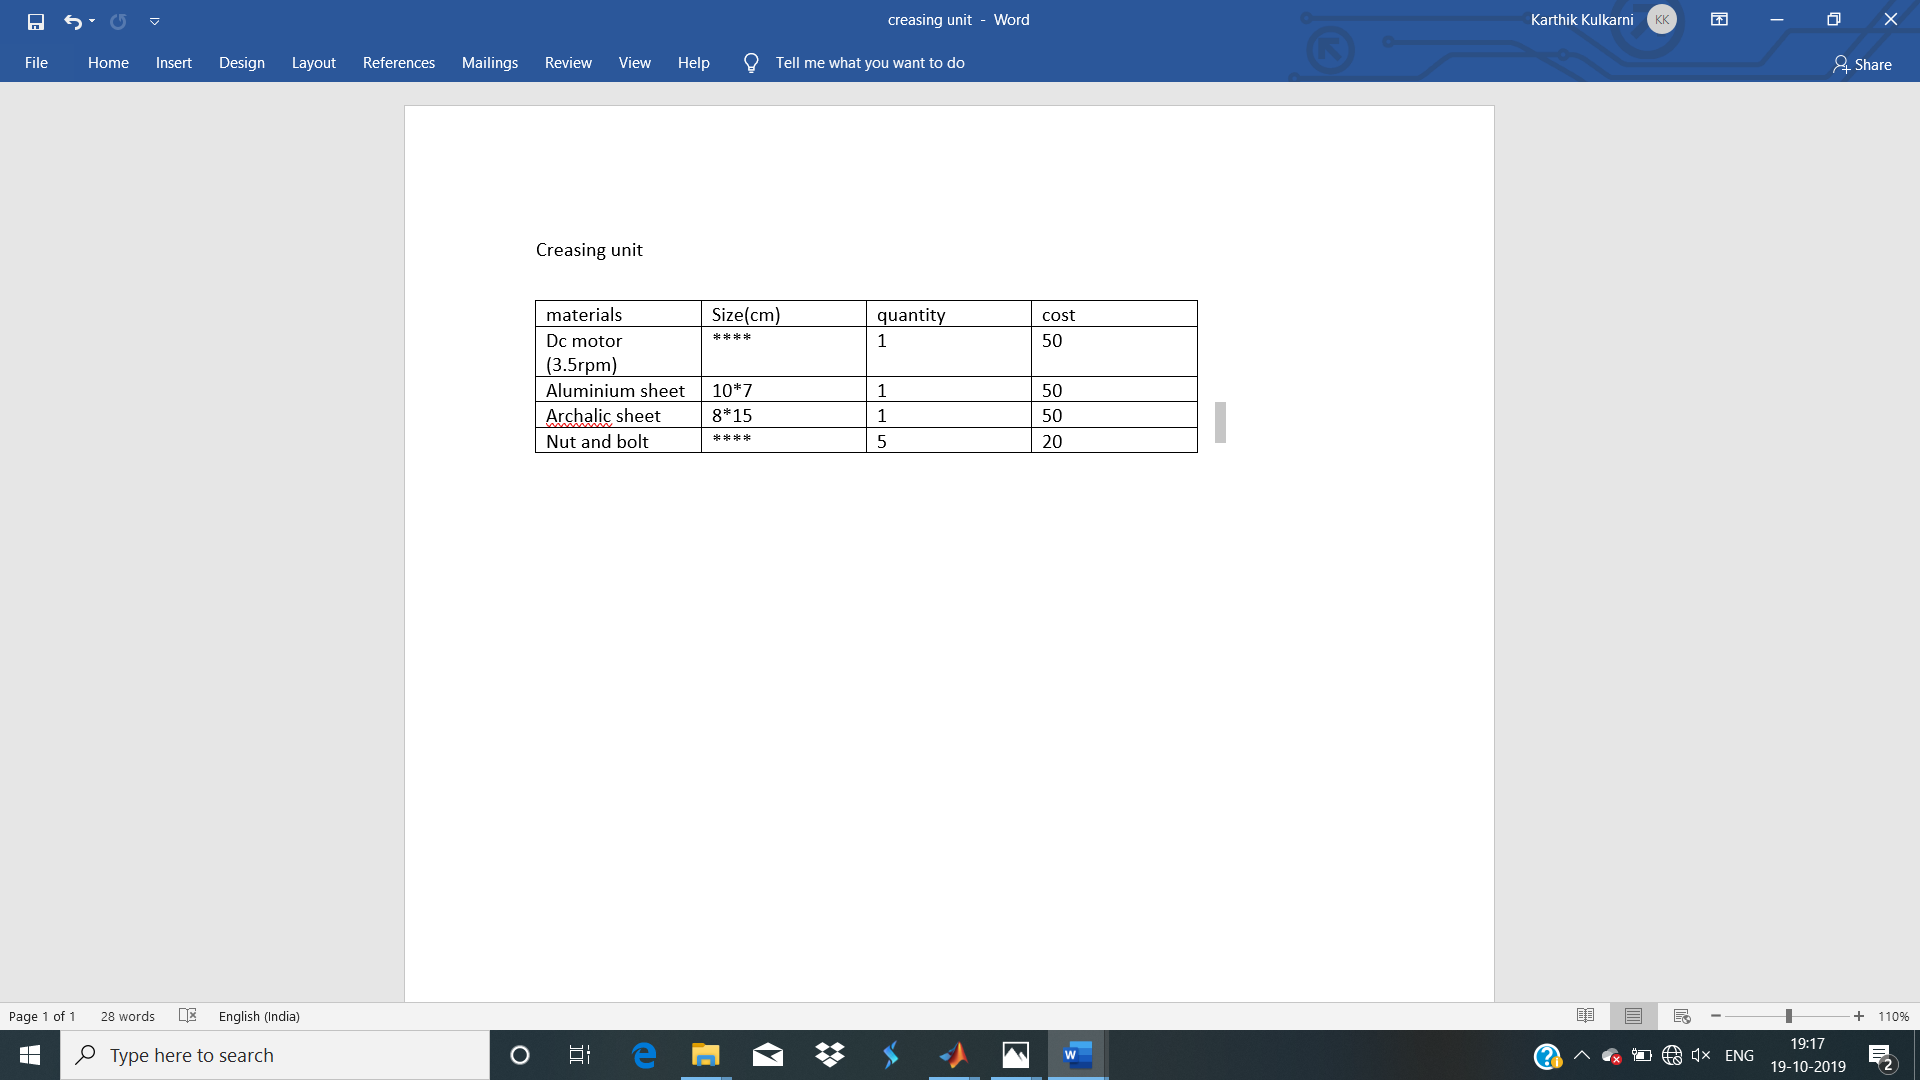 creasing unit - Word
Karthik Kulkarni KK
File Home Insert Design Layout References Mailings Review View Help Tell me what you want to do
Share
Creasing unit
materials Size(cm) quantity cost
Dc motor **** 1 50
(3.5rpm)
Aluminium sheet 10*7 1 50
Archalic sheet 8*15 1 50
Nut and bolt **** 5 20
Page 1 of 1 28 words English (India) 110%
Type here to search
ENG
19:17
19-10-2019
2